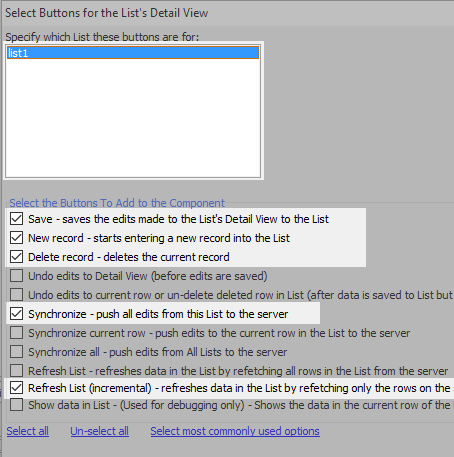 Select Buttons for the List's Detail View
Specify which List these buttons are for:
list1
Select the Buttons To Add to the Component
Save - saves the edits made to the List's Detail View to the List
New record - starts entering a new record into the List
Delete record - deletes the current record
Undo edits to Detail View (before edits are saved)
Undo edits to current row or un-delete deleted row in List (after data is saved to List but
Synchronize - push all edits from this List to the server
Synchronize current row - push edits to the current row in the List to the server
Synchronize all - push edits from All Lists to the server
Refresh List - refreshes data in the List by refetching all rows in the List from the server
Refresh List (incremental) - refreshes data in the List by refetching only the rows on the
Show data in List - (Used for debugging only) - Shows the data in the current row of the
Select all Un-select all Select most commonly used options